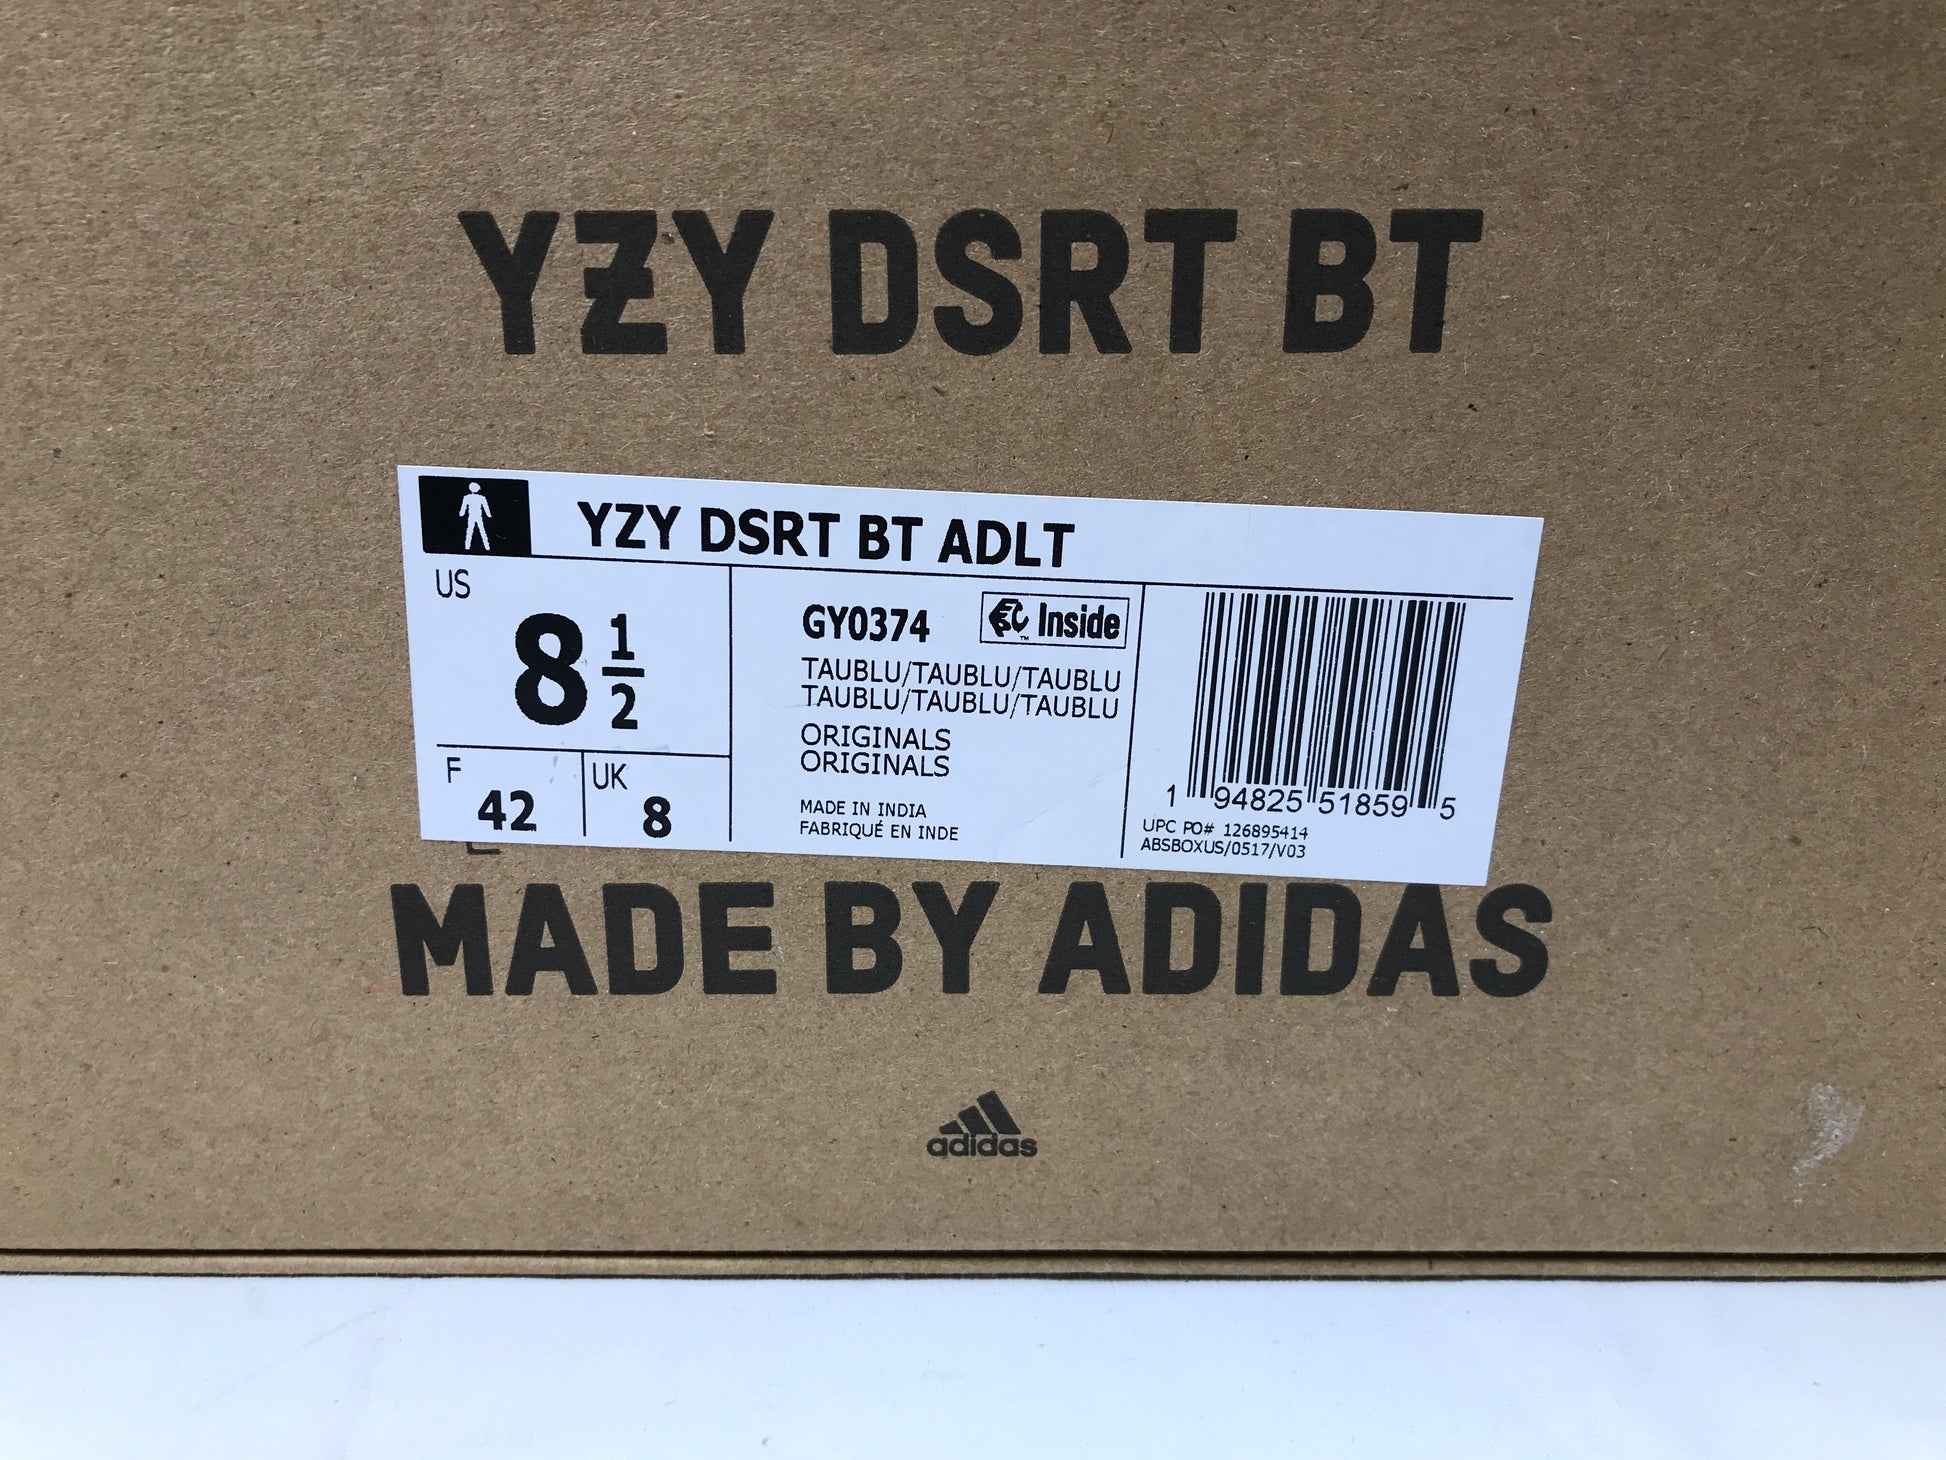 YZY DSRT BT
YZY DSRT BT ADLT
US
8 1/2
F
42
UK
8
GY0374
Inside
TAUBLU/TAUBLU/TAUBLU
TAUBLU/TAUBLU/TAUBLU
ORIGINALS
ORIGINALS
MADE IN INDIA
FABRIQUÉ EN INDE
1 94825 51859 5
UPC PO# 126895414
ABSBOXUS/0517/V03
MADE BY ADIDAS
adidas